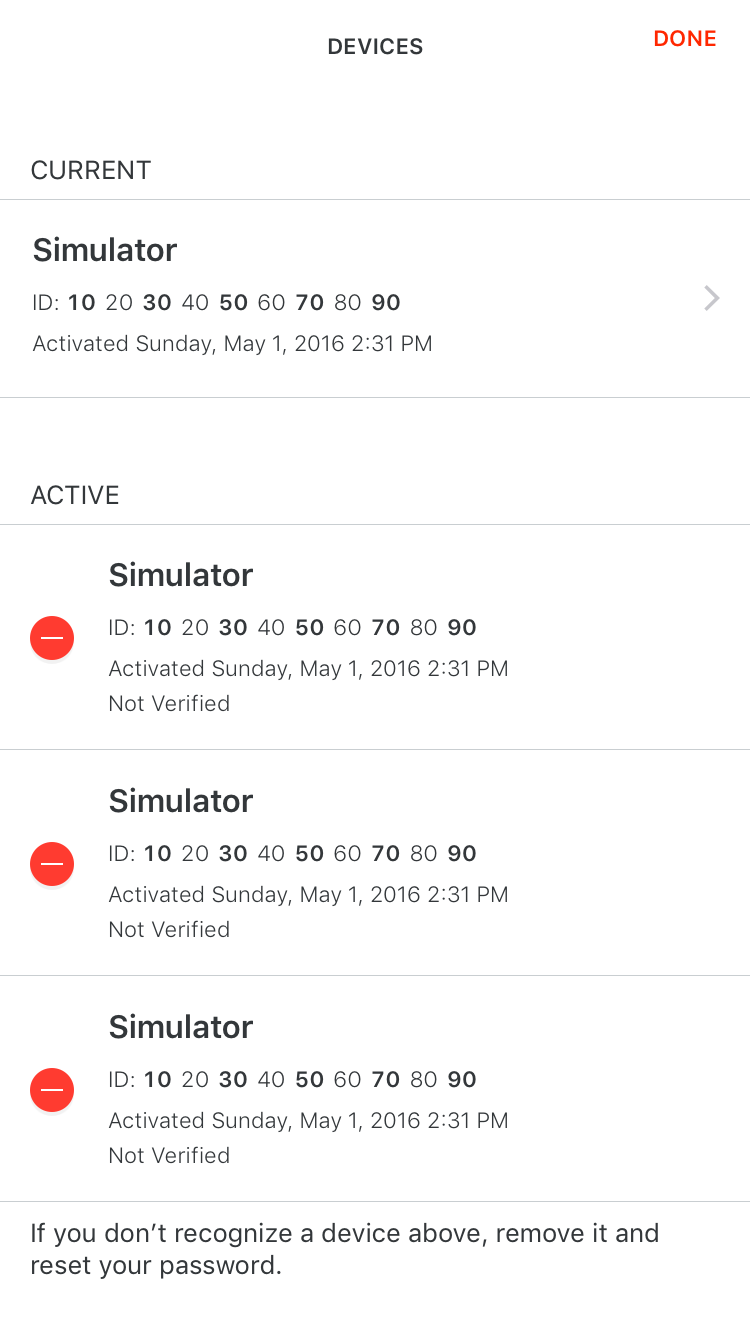 DEVICES
DONE
CURRENT
Simulator
ID: 10 20 30 40 50 60 70 80 90
Activated Sunday, May 1, 2016 2:31 PM
ACTIVE
Simulator
ID: 10 20 30 40 50 60 70 80 90
Activated Sunday, May 1, 2016 2:31 PM
Not Verified
Simulator
ID: 10 20 30 40 50 60 70 80 90
Activated Sunday, May 1, 2016 2:31 PM
Not Verified
Simulator
ID: 10 20 30 40 50 60 70 80 90
Activated Sunday, May 1, 2016 2:31 PM
Not Verified
If you don’t recognize a device above, remove it and
reset your password.